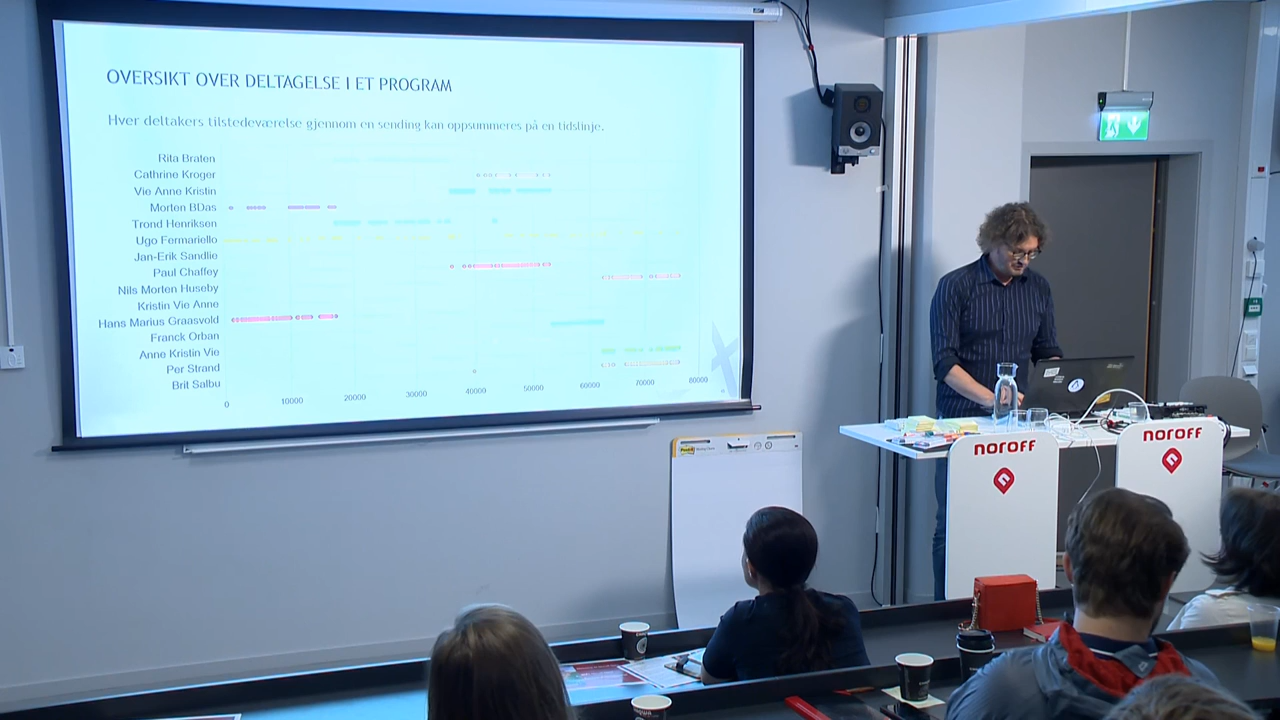 OVERSIKT OVER DELTAGELSE I ET PROGRAM
Hver deltakers tilstedeværelse gjennom en sending kan oppsummeres på en tidslinje.
Rita Braten
Cathrine Kroger
Vie Anne Kristin
Morten BDas
Trond Henriksen
Ugo Fermariello
Jan-Erik Sandlie
Paul Chaffey
Nils Morten Huseby
Kristin Vie Anne
Hans Marius Graasvold
Franck Orban
Anne Kristin Vie
Per Strand
Brit Salbu
0 10000 20000 30000 40000 50000 60000 70000 80000
Post-it
noroff
noroff